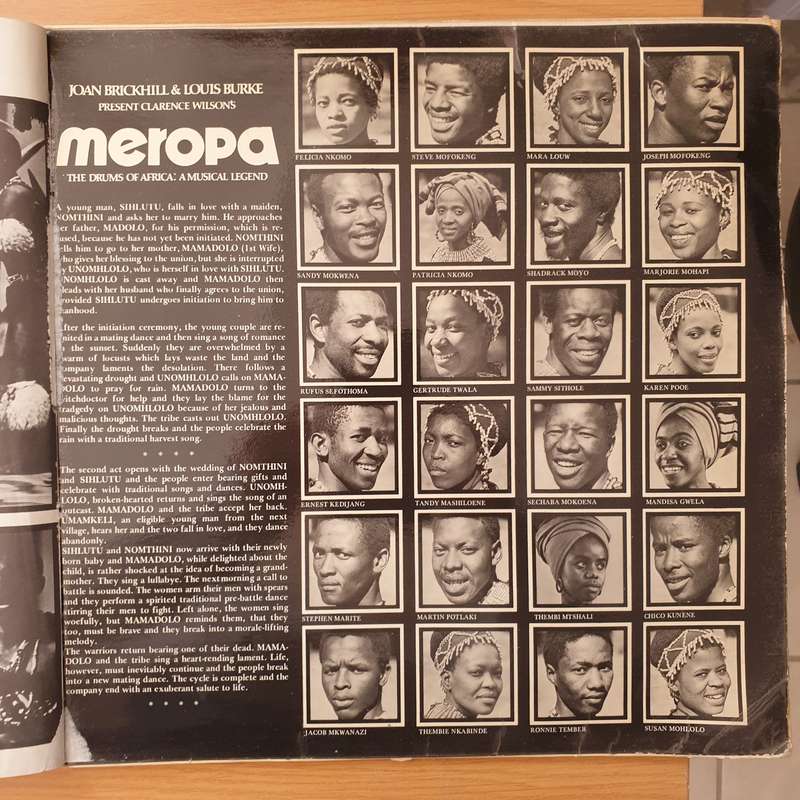 JOAN BRICKHILL & LOUIS BURKE
PRESENT CLARENCE WILSON'S
meropa
THE DRUMS OF AFRICA: A MUSICAL LEGEND
A young man, SIHLUTU, falls in love with a maiden,
NOMTHINI and asks her to marry him. He approaches
er father, MADOLO, for his permission, which is re-
used, because he has not yet been initiated. NOMTHINI
ells him to go to her mother, MAMADOLO (1st Wife),
who gives her blessing to the union, but she is interrupted
y UNOMHLOLO, who is herself in love with SIHLUTU.
UNOMHLOLO is cast away and MAMADOLO then
leads with her husband who finally agrees to the union,
rovided SIHLUTU undergoes initiation to bring him to
anhood.
After the initiation ceremony, the young couple are re-
nited in a mating dance and then sing a song of romance
the sunset. Suddenly they are overwhelmed by a
warm of locusts which lays waste the land and the
ompany laments the desolation. There follows a
evastating drought and UNOMHLOLO calls on MAMA-
DOLO to pray for rain. MAMADOLO turns to the
witchdoctor for help and they lay the blame for the
tradgedy on UNOMHLOLO because of her jealous and
malicious thoughts. The tribe casts out UNOMHLOLO.
Finally the drought breaks and the people celebrate the
rain with a traditional harvest song.
* * * *
The second act opens with the wedding of NOMTHINI
and SIHLUTU and the people enter bearing gifts and
celebrate with traditional songs and dances. UNOMH-
LOLO, broken-hearted returns and sings the song of an
outcast. MAMADOLO and the tribe accept her back.
UMAMKELI, an eligible young man from the next
village, hears her and the two fall in love, and they dance
abandonly.
SIHLUTU and NOMTHINI now arrive with their newly
born baby and MAMADOLO, while delighted about the
child, is rather shocked at the idea of becoming a grand-
mother. They sing a lullabye. The next morning a call to
battle is sounded. The women arm their men with spears
and they perform a spirited traditional pre-battle dance
stirring their men to fight. Left alone, the women sing
woefully, but MAMADOLO reminds them, that they
too, must be brave and they break into a morale-lifting
melody.
The warriors return bearing one of their dead. MAMA-
DOLO and the tribe sing a heart-rending lament. Life,
however, must inevitably continue and the people break
into a new mating dance. The cycle is complete and the
company end with an exuberant salute to life.
* * * *
FELICIA NKOMO STEVE MOFOKENG MARA LOUW JOSEPH MOFOKENG
SANDY MOKWENA PATRICIA NKOMO SHADRACK MOYO MARJORIE MOHAPI
RUFUS SEFOTHOMA GERTRUDE TWALA SAMMY SITHOLE KAREN POOE
ERNEST KEDIJANG TANDY MASHILOENE SECHABA MOKOENA MANDISA GWELA
STEPHEN MABITE MARTIN POTLAKI THEMBI MTSHALI CHICO KUNENE
JACOB MKWANAZI THEMBIE NKABINDE RONNIE TEMBER SUSAN MOHLOLO